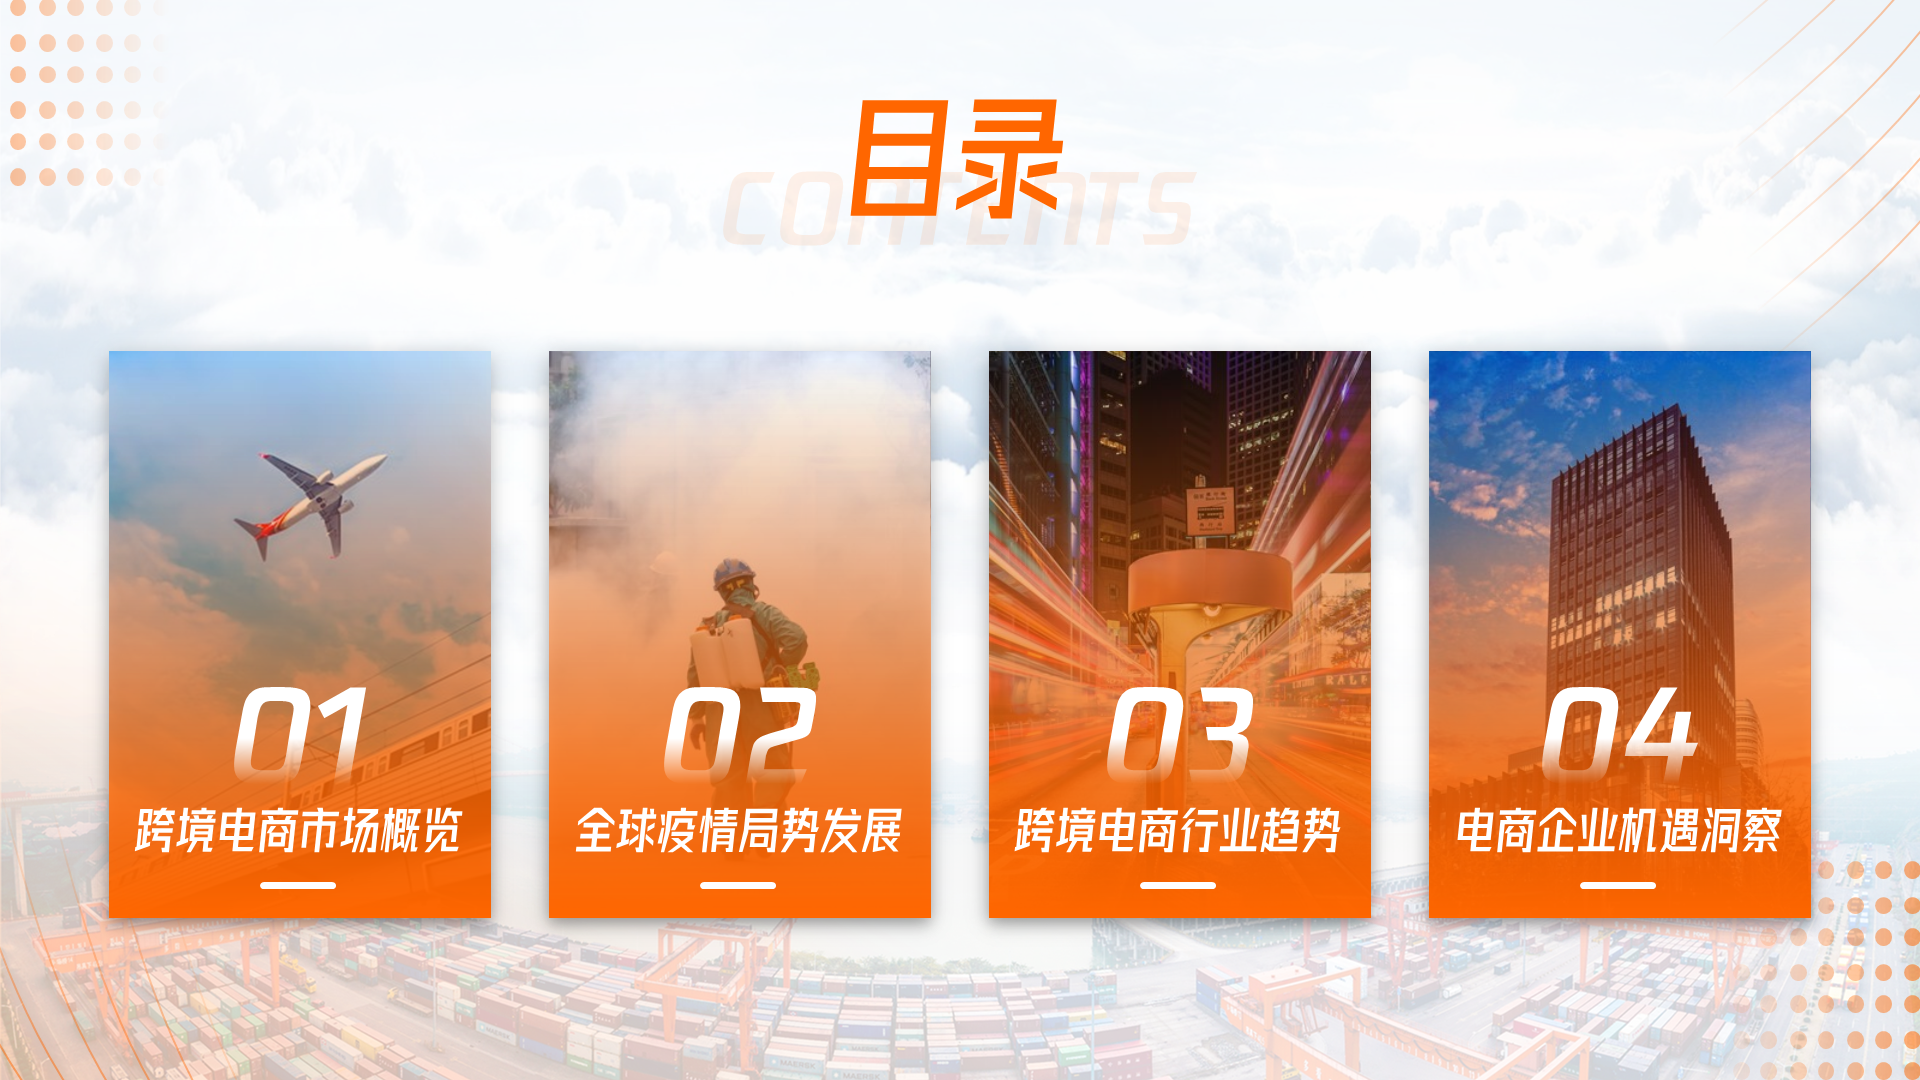 目录
CONTENTS
01
跨境电商市场概览
02
全球疫情局势发展
03
跨境电商行业趋势
04
电商企业机遇洞察